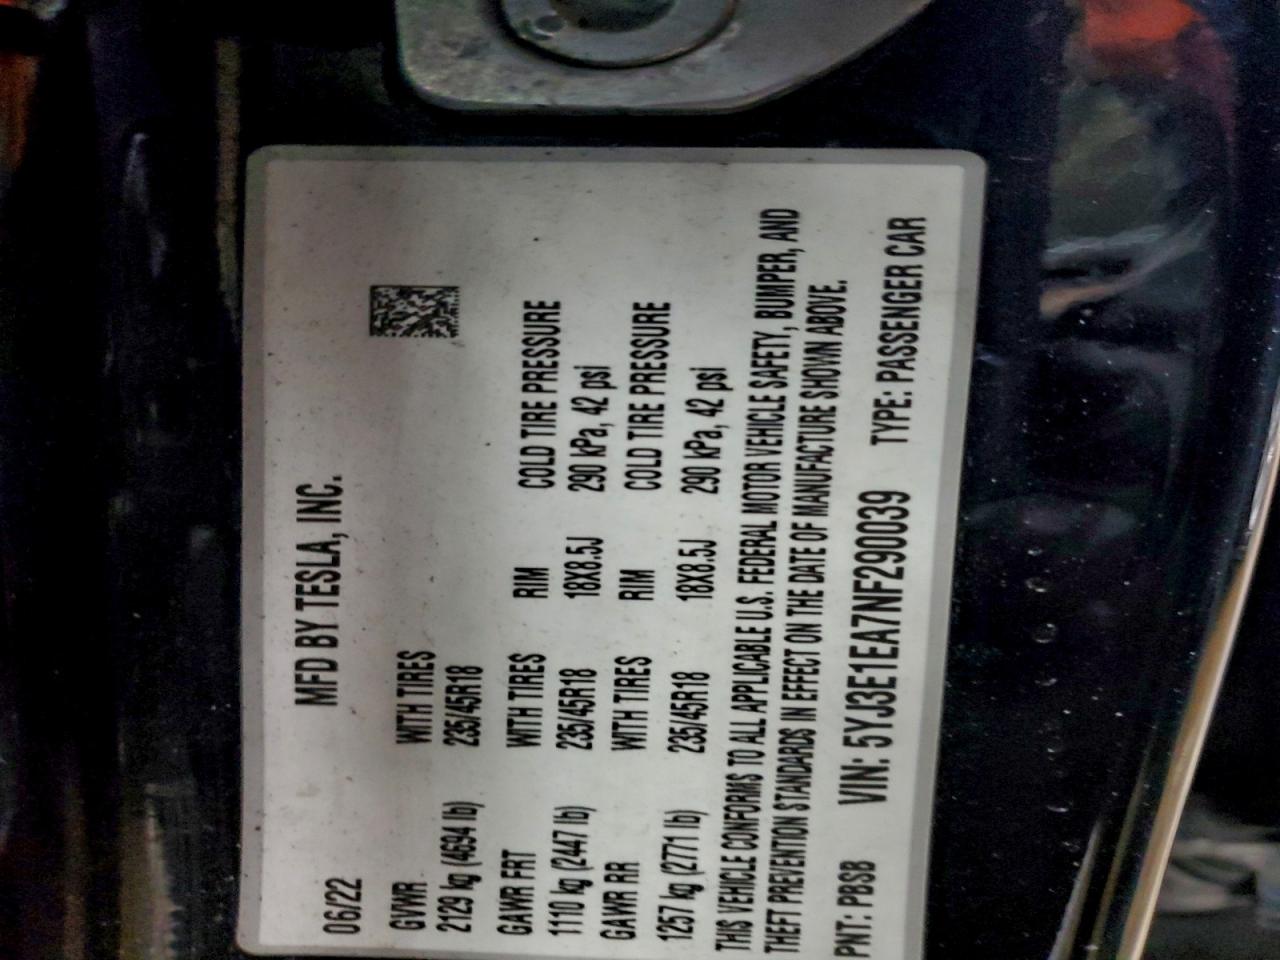 MFD BY TESLA, INC.
06/22
GVWR WITH TIRES
2129 kg (4694 lb) 235/45R18
GAWR FRT WITH TIRES RIM COLD TIRE PRESSURE
1110 kg (2447 lb) 235/45R18 18X8.5J 290 kPa, 42 psi
GAWR RR WITH TIRES RIM COLD TIRE PRESSURE
1257 kg (2771 lb) 235/45R18 18X8.5J 290 kPa, 42 psi
THIS VEHICLE CONFORMS TO ALL APPLICABLE U.S. FEDERAL MOTOR VEHICLE SAFETY, BUMPER, AND
THEFT PREVENTION STANDARDS IN EFFECT ON THE DATE OF MANUFACTURE SHOWN ABOVE.
PNT: PBSB VIN: 5YJ3E1EA7NF290039 TYPE: PASSENGER CAR